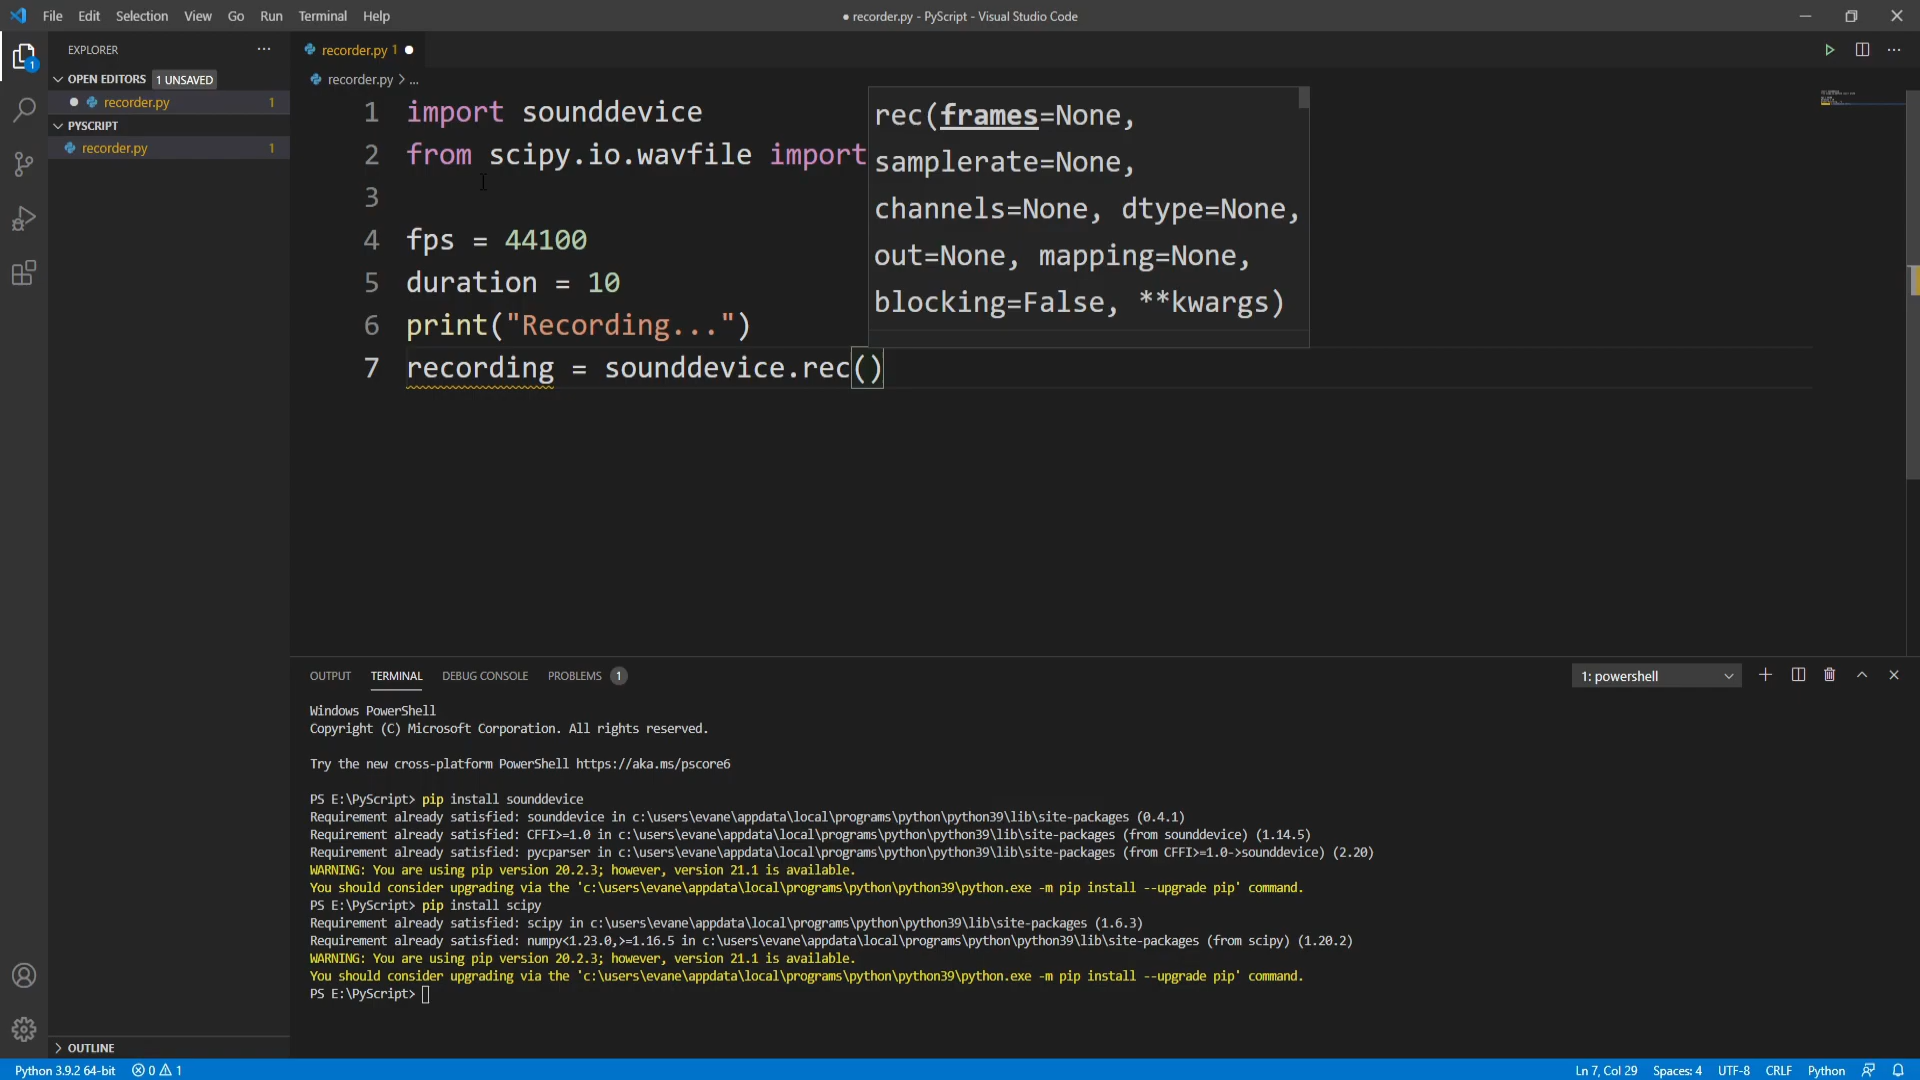 File Edit Selection View Go Run Terminal Help
● recorder.py - PyScript - Visual Studio Code
EXPLORER
OPEN EDITORS 1 UNSAVED
recorder.py 1
PYSCRIPT
recorder.py 1
OUTLINE
1
recorder.py 1
recorder.py > ...
1 import sounddevice
2 from scipy.io.wavfile import
3
4 fps = 44100
5 duration = 10
6 print("Recording...")
7 recording = sounddevice.rec()
rec(frames=None,
samplerate=None,
channels=None, dtype=None,
out=None, mapping=None,
blocking=False, **kwargs)
OUTPUT TERMINAL DEBUG CONSOLE PROBLEMS 1
1: powershell
Windows PowerShell
Copyright (C) Microsoft Corporation. All rights reserved.
Try the new cross-platform PowerShell https://aka.ms/pscore6
PS E:\PyScript> pip install sounddevice
Requirement already satisfied: sounddevice in c:\users\evane\appdata\local\programs\python\python39\lib\site-packages (0.4.1)
Requirement already satisfied: CFFI>=1.0 in c:\users\evane\appdata\local\programs\python\python39\lib\site-packages (from sounddevice) (1.14.5)
Requirement already satisfied: pycparser in c:\users\evane\appdata\local\programs\python\python39\lib\site-packages (from CFFI>=1.0->sounddevice) (2.20)
WARNING: You are using pip version 20.2.3; however, version 21.1 is available.
You should consider upgrading via the 'c:\users\evane\appdata\local\programs\python\python39\python.exe -m pip install --upgrade pip' command.
PS E:\PyScript> pip install scipy
Requirement already satisfied: scipy in c:\users\evane\appdata\local\programs\python\python39\lib\site-packages (1.6.3)
Requirement already satisfied: numpy<1.23.0,>=1.16.5 in c:\users\evane\appdata\local\programs\python\python39\lib\site-packages (from scipy) (1.20.2)
WARNING: You are using pip version 20.2.3; however, version 21.1 is available.
You should consider upgrading via the 'c:\users\evane\appdata\local\programs\python\python39\python.exe -m pip install --upgrade pip' command.
PS E:\PyScript>
Python 3.9.2 64-bit 0 1
Ln 7, Col 29 Spaces: 4 UTF-8 CRLF Python